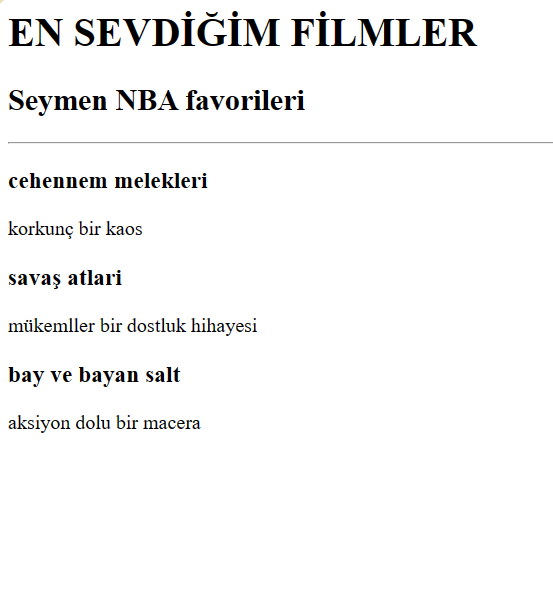 EN SEVDİĞİM FİLMLER
Seymen NBA favorileri
cehennem melekleri
korkunç bir kaos
savaş atlari
mükemller bir dostluk hihayesi
bay ve bayan salt
aksiyon dolu bir macera